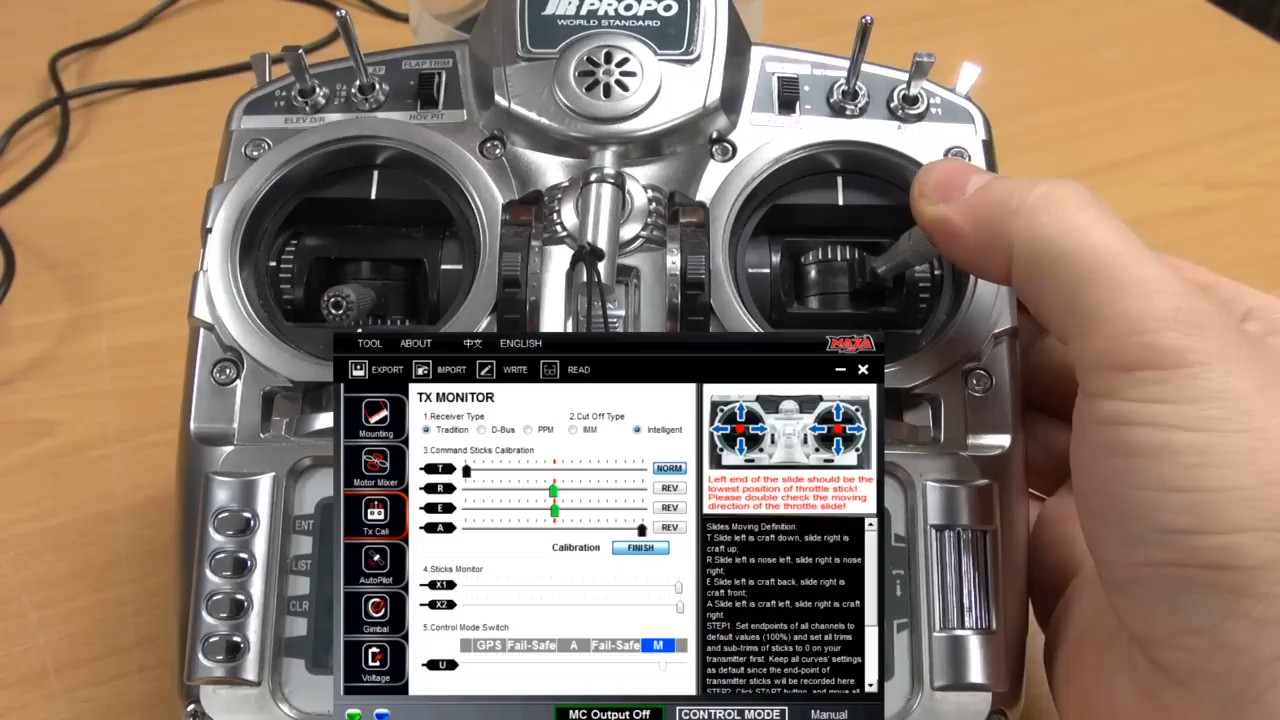 JR PROPO
WORLD STANDARD
FLAP TRIM
ELEV D/R
HOV PIT
ENT
LIST
CLR
TOOL ABOUT 中文 ENGLISH
NAZA
EXPORT IMPORT WRITE READ
Mounting
Motor Mixer
Tx Cali
AutoPilot
Gimbal
Voltage
TX MONITOR
1.Receiver Type 2.Cut Off Type
Tradition D-Bus PPM IMM Intelligent
3.Command Sticks Calibration
T NORM
R REV
E REV
A REV
Calibration FINISH
4.Sticks Monitor
X1
X2
5.Control Mode Switch
GPS Fail-Safe A Fail-Safe M
U
Left end of the slide should be the
lowest position of throttle stick!
Please double check the moving
direction of the throttle slide!
Slides Moving Definition:
T Slide left is craft down, slide right is
craft up;
R Slide left is nose left, slide right is nose
right;
E Slide left is craft back, slide right is
craft front;
A Slide left is craft left, slide right is craft
right.
STEP1: Set endpoints of all channels to
default values (100%) and set all trims
and sub-trims of sticks to 0 on your
transmitter first. Keep all curves' settings
as default since the end-point of
transmitter sticks will be recorded here.
STEP2: Click START button, and move all
MC Output Off CONTROL MODE Manual